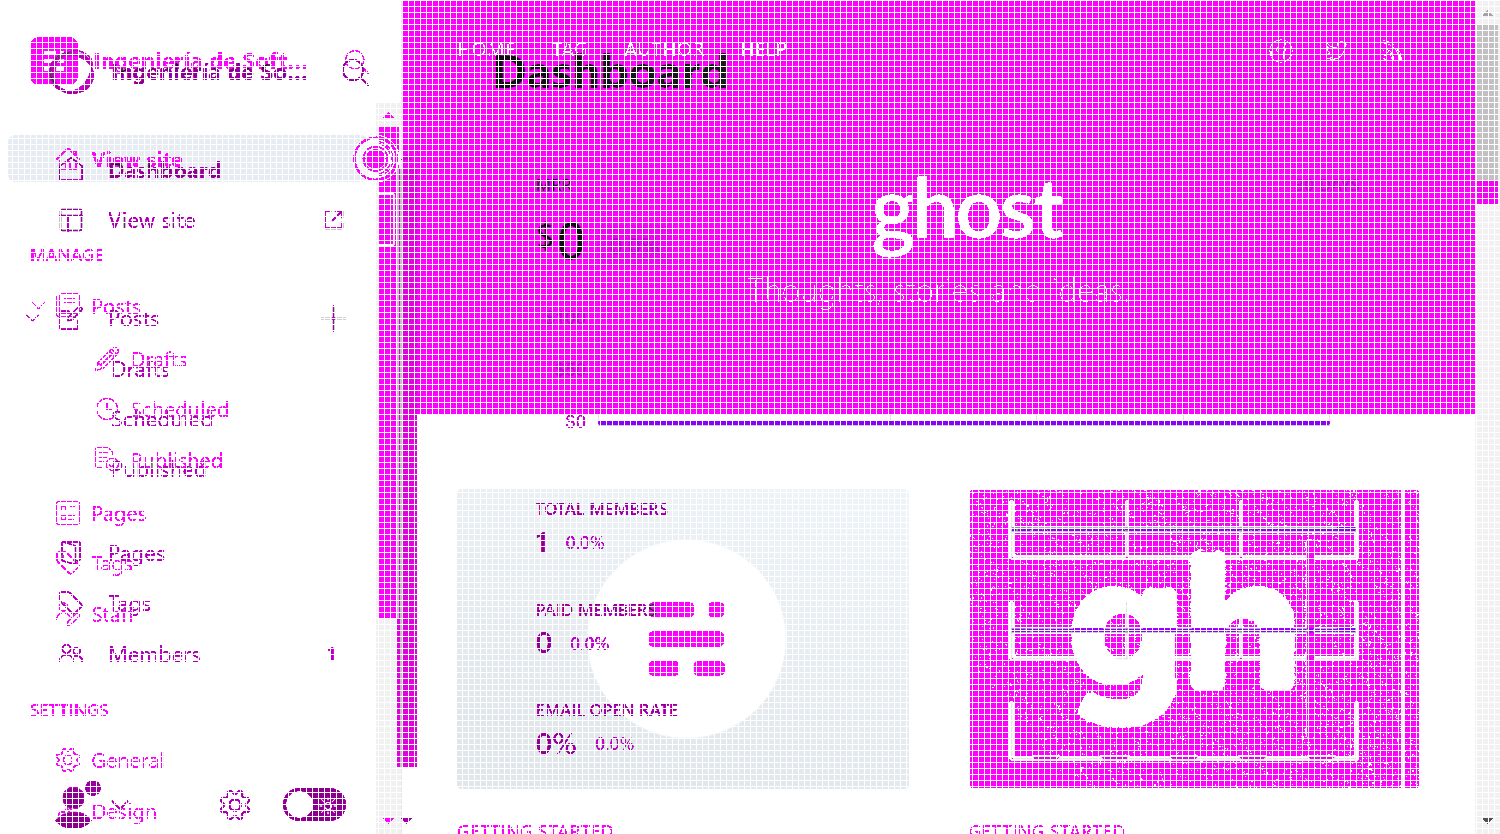 Ingeniería de Soft...
Ingeniería de So...
HOME TAG AUTHOR HELP
Dashboard
View site
Dashboard
View site
MRR
$0
ghost
Thoughts, stories and ideas
MANAGE
Posts
Posts
Drafts
Drafts
Scheduled
Scheduled
Published
Published
Pages
Pages
Tags
Tags
Staff
Members 1
SETTINGS
General
Design
$0
TOTAL MEMBERS
1 0.0%
PAID MEMBERS
0 0.0%
EMAIL OPEN RATE
0% 0.0%
gh
GETTING STARTED
GETTING STARTED